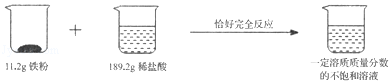 +
恰好完全反应
11.2g 铁粉
189.2g 稀盐酸
一定溶质质量分数
的不饱和溶液